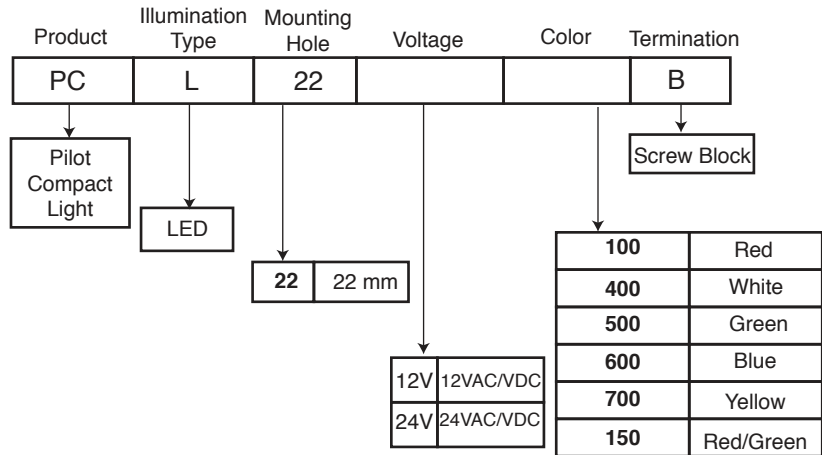 Product Illumination Type Mounting Hole Voltage Color Termination
PC L 22 B
Pilot
Compact
Light
LED
22 22 mm
Screw Block
12V 12VAC/VDC
24V 24VAC/VDC
100 Red
400 White
500 Green
600 Blue
700 Yellow
150 Red/Green